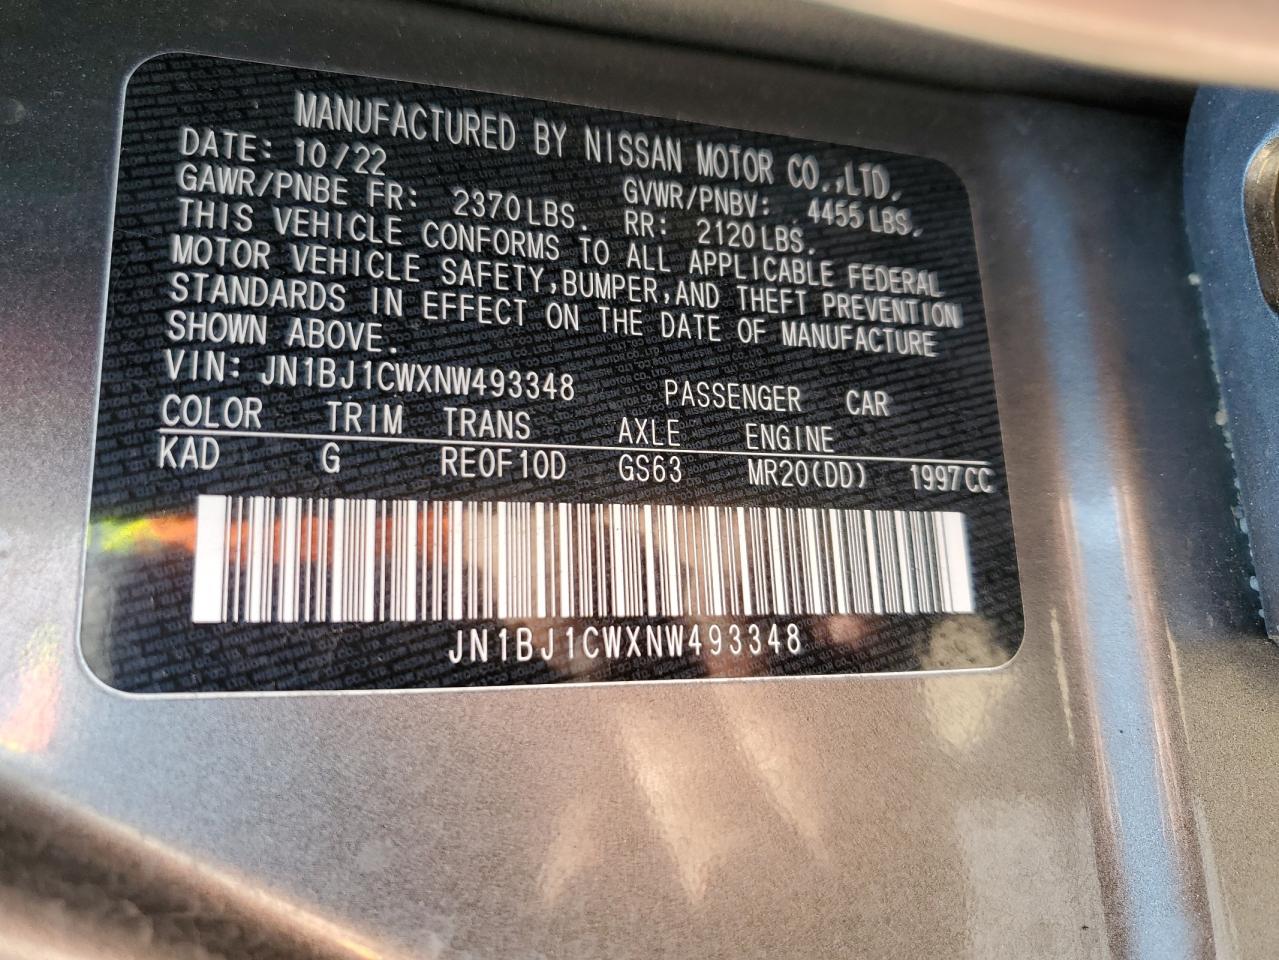 MANUFACTURED BY NISSAN MOTOR CO.,LTD.
DATE: 10/22 GVWR/PNBV: 4455 LBS.
GAWR/PNBE FR: 2370 LBS. RR: 2120 LBS.
THIS VEHICLE CONFORMS TO ALL APPLICABLE FEDERAL
MOTOR VEHICLE SAFETY,BUMPER,AND THEFT PREVENTION
STANDARDS IN EFFECT ON THE DATE OF MANUFACTURE
SHOWN ABOVE.
VIN: JN1BJ1CWXNW493348 PASSENGER CAR
COLOR TRIM TRANS AXLE ENGINE
KAD G RE0F10D GS63 MR20(DD) 1997CC
JN1BJ1CWXNW493348